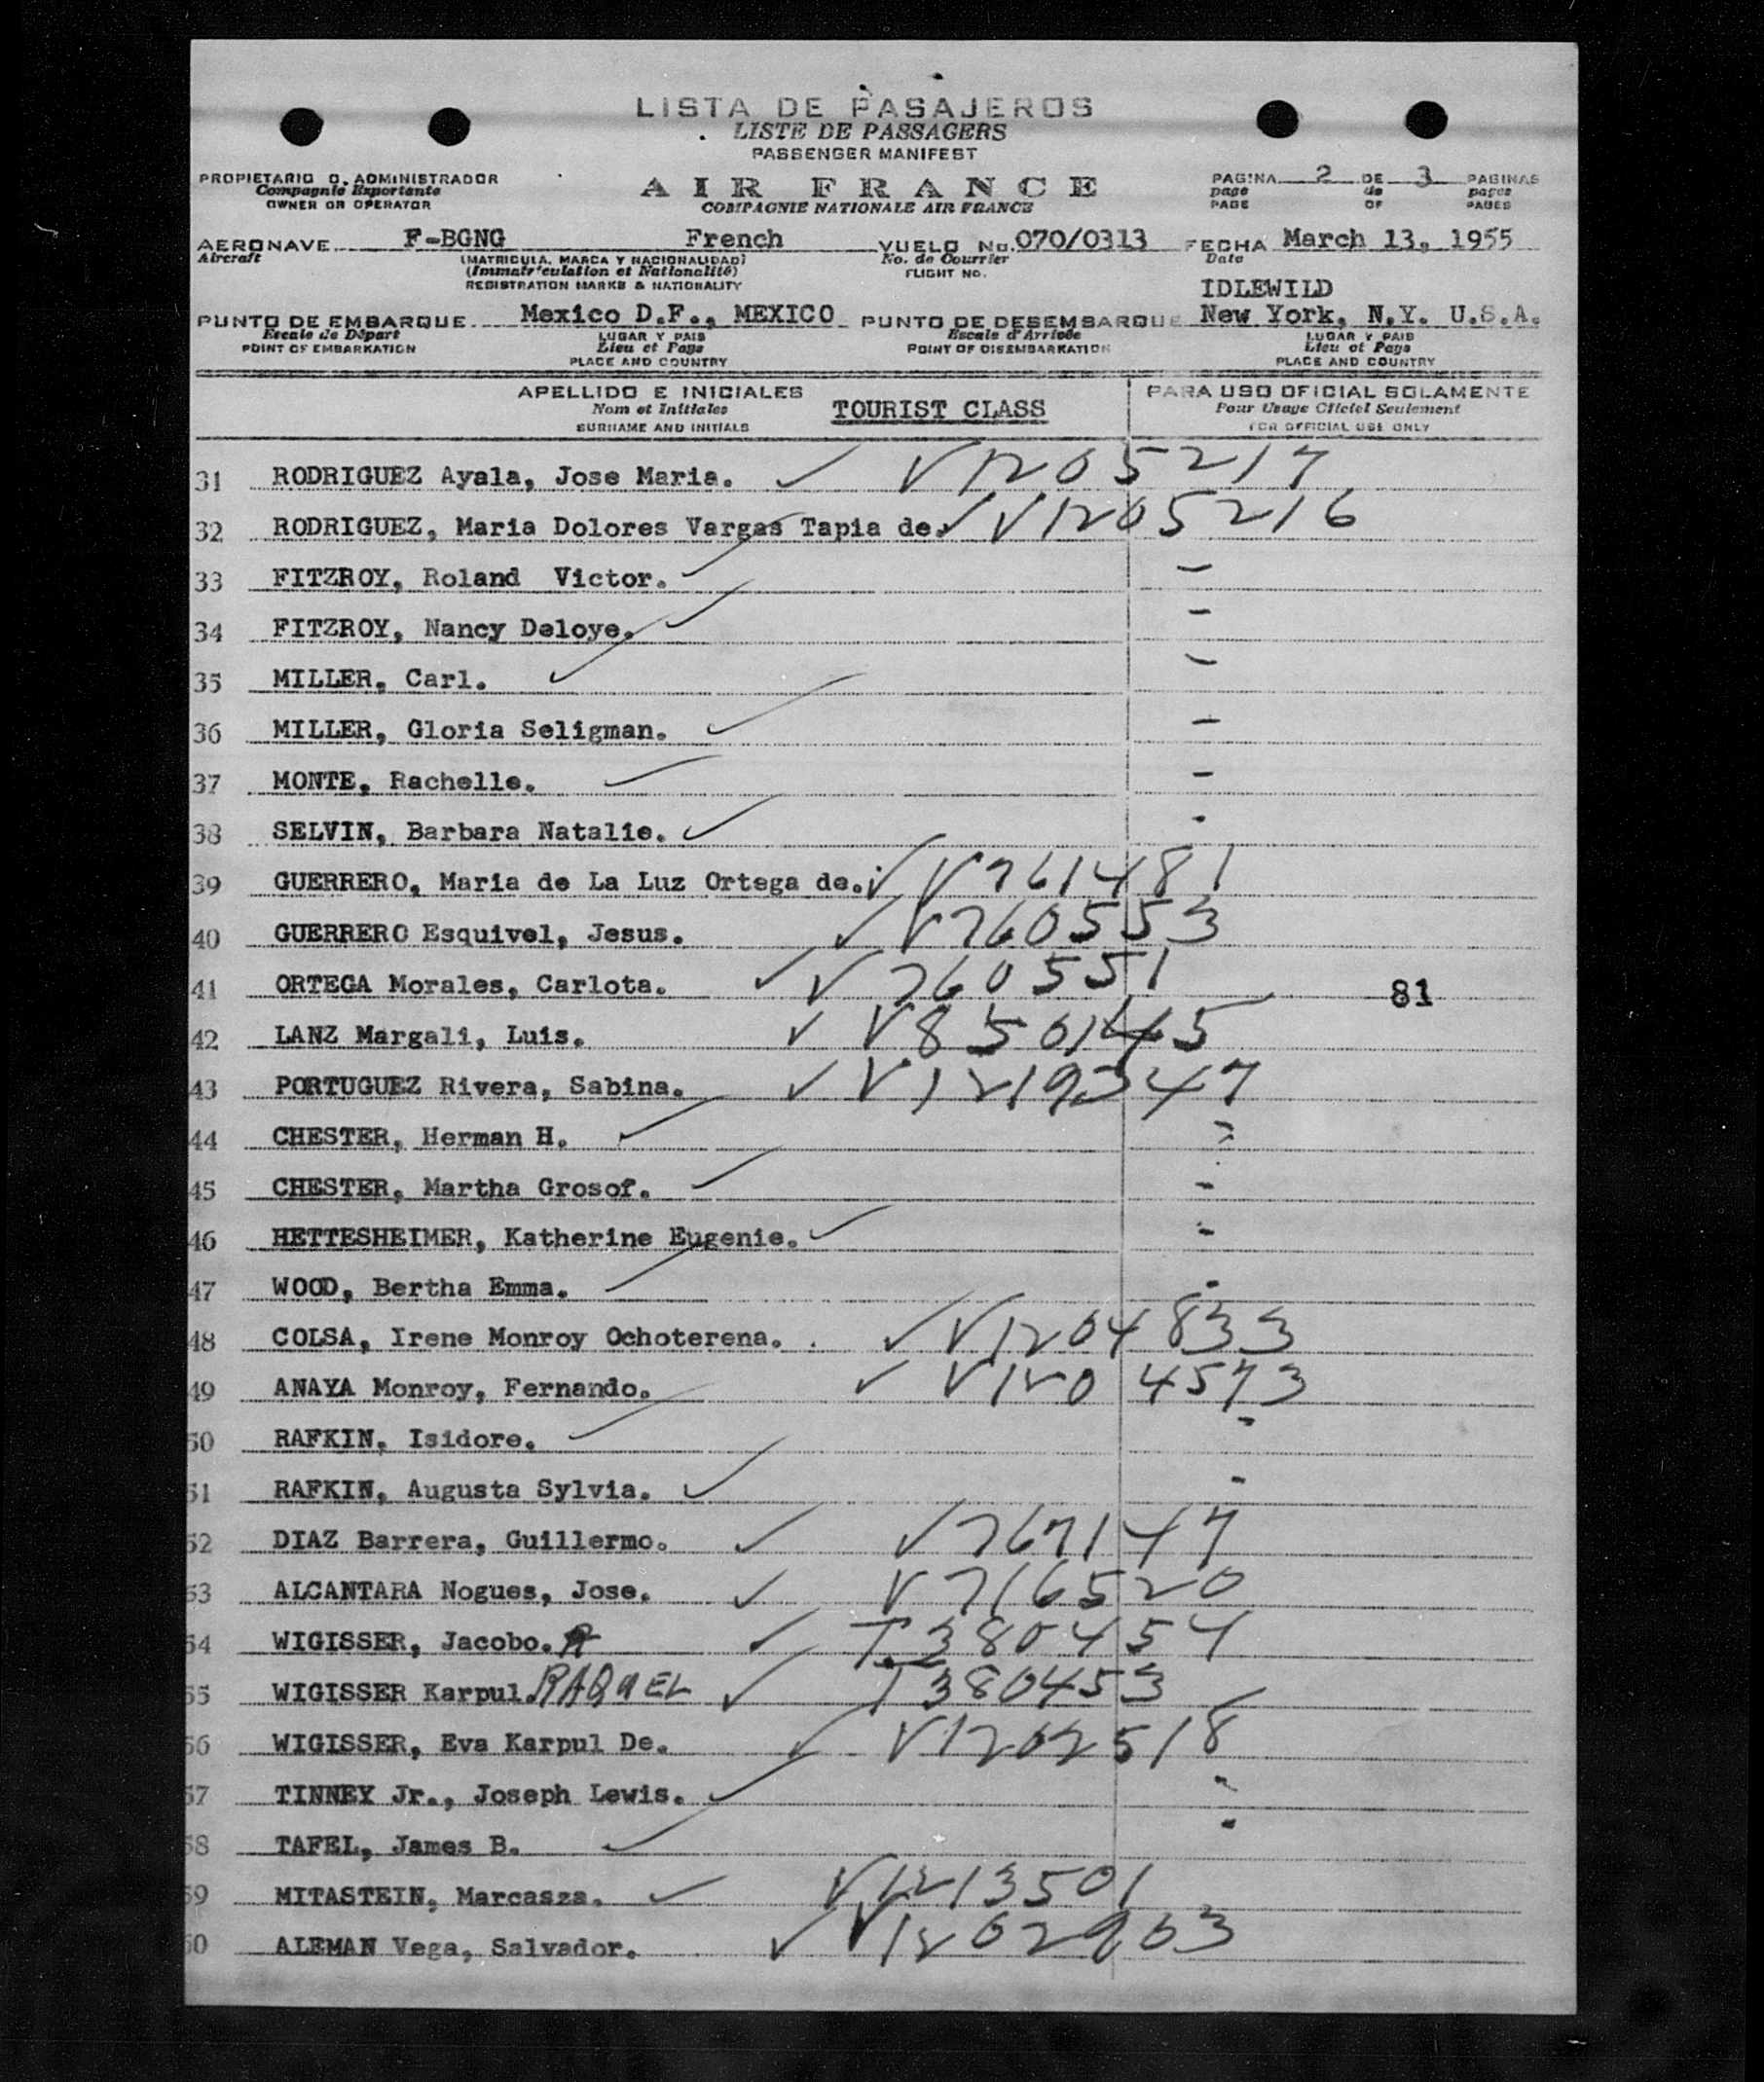 LISTA DE PASAJEROS
LISTE DE PASSAGERS
PASSENGER MANIFEST
PROPIETARIO O. ADMINISTRADOR
Compagnie Exportante
OWNER OR OPERATOR
AIR FRANCE
COMPAGNIE NATIONALE AIR FRANCE
PAGINA 2 DE 3 PAGINAS
page de pages
PAGE OF PAGES
AERONAVE F-BGNG French VUELO No. 070/0313 FECHA March 13, 1955
Aircraft (MATRICULA, MARCA Y NACIONALIDAD) No. de Courrier Date
(Immatr'culation et Nationalité) FLIGHT NO.
REGISTRATION MARKS & NATIONALITY
IDLEWILD
PUNTO DE EMBARQUE Mexico D.F., MEXICO PUNTO DE DESEMBARQUE New York, N.Y. U.S.A.
Escale de Départ LUGAR Y PAIS Escale d'Arrivée LUGAR Y PAIS
POINT OF EMBARKATION Lieu et Pays POINT OF DISEMBARKATION Lieu et Pays
PLACE AND COUNTRY PLACE AND COUNTRY
APELLIDO E INICIALES PARA USO OFICIAL SOLAMENTE
Nom et Initiales TOURIST CLASS Pour Usage Officiel Seulement
SURNAME AND INITIALS FOR OFFICIAL USE ONLY
31 RODRIGUEZ Ayala, Jose Maria. ✓ V1205217
32 RODRIGUEZ, Maria Dolores Vargas Tapia de. ✓ V1205216
33 FITZROY, Roland Victor. ✓ -
34 FITZROY, Nancy Deloye. ✓ -
35 MILLER, Carl. ✓ -
36 MILLER, Gloria Seligman. ✓ -
37 MONTE, Rachelle. ✓ -
38 SELVIN, Barbara Natalie. ✓ -
39 GUERRERO, Maria de La Luz Ortega de. ✓ V761481
40 GUERRERO Esquivel, Jesus. ✓ V760553
41 ORTEGA Morales, Carlota. ✓ V760551 81
42 LANZ Margali, Luis. ✓ V850145
43 PORTUGUEZ Rivera, Sabina. ✓ V1219347
44 CHESTER, Herman H. ✓ -
45 CHESTER, Martha Grosof. ✓ -
46 HETTESHEIMER, Katherine Eugenie. ✓ -
47 WOOD, Bertha Emma. ✓ -
48 COLSA, Irene Monroy Ochoterena. ✓ V1204833
49 ANAYA Monroy, Fernando. ✓ V1204573
50 RAFKIN, Isidore. ✓ -
51 RAFKIN, Augusta Sylvia. ✓ -
52 DIAZ Barrera, Guillermo. ✓ V767147
53 ALCANTARA Nogues, Jose. ✓ V716520
54 WIGISSER, Jacobo. ✓ T380454
55 WIGISSER Karpul. RAQUEL ✓ T380453
56 WIGISSER, Eva Karpul De. ✓ V1202518
57 TINNEY Jr., Joseph Lewis. ✓ -
58 TAFEL, James B. ✓ -
59 MITASTEIN, Marcasza. ✓ V1213501
60 ALEMAN Vega, Salvador. ✓ V1202903